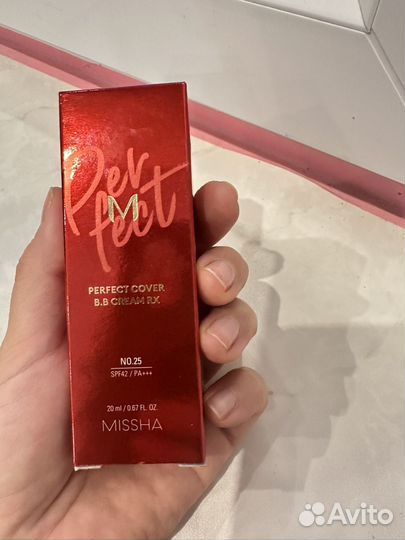 Per
M
fect
PERFECT COVER
B.B CREAM RX
NO.25
SPF42 / PA+++
20 ml / 0.67 FL. OZ.
MISSHA
Avito